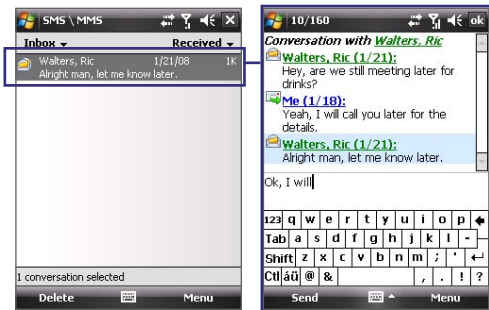 SMS \ MMS
Inbox
Received
Walters, Ric 1/21/08 1K
Alright man, let me know later.
1 conversation selected
Delete
Menu
10/160
ok
Conversation with Walters, Ric
Walters, Ric (1/21):
Hey, are we still meeting later for
drinks?
Me (1/18):
Yeah, I will call you later for the
details.
Walters, Ric (1/21):
Alright man, let me know later.
Ok, I will
123 q w e r t y u i o p
Tab a s d f g h j k l -
Shift z x c v b n m ; '
Ctl áü @ & , . ! ?
Send
Menu